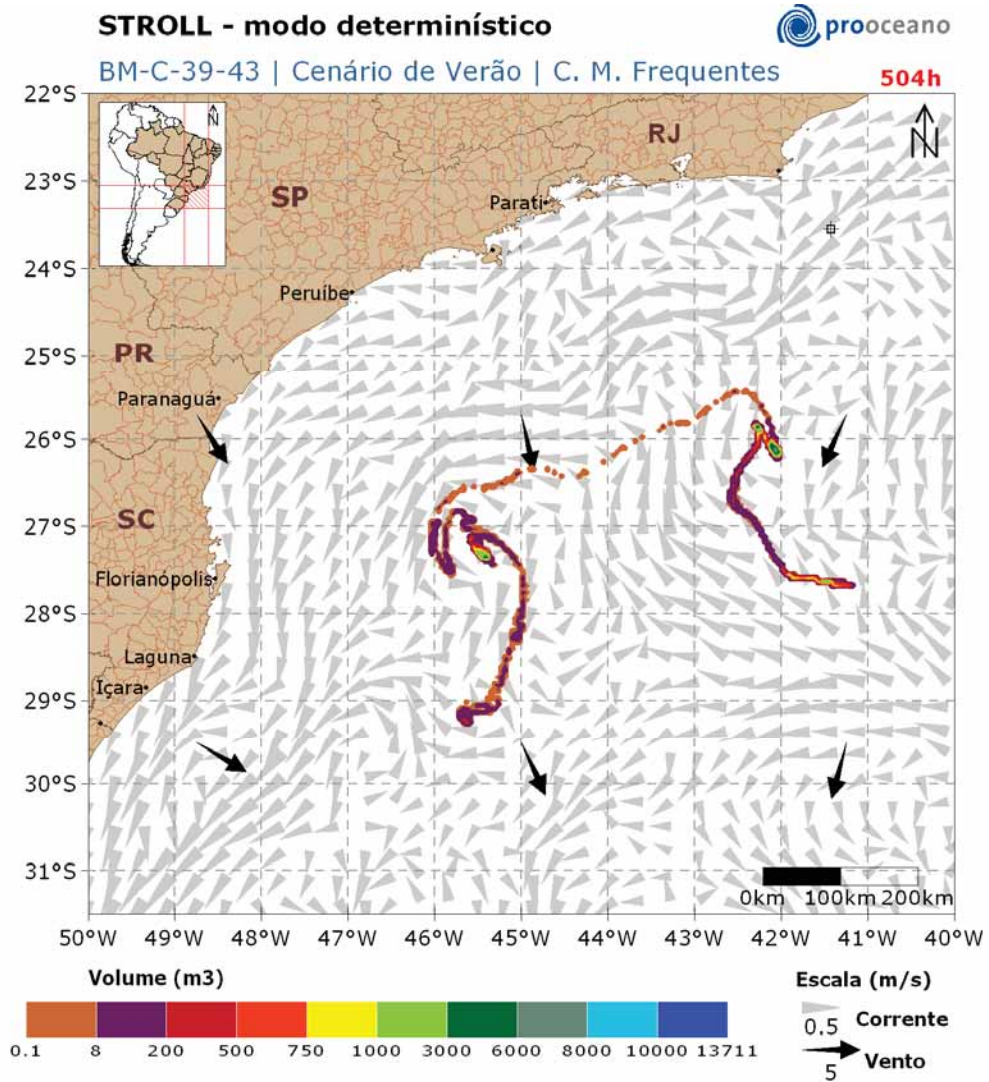 STROLL - modo determinístico
prooceano
BM-C-39-43 | Cenário de Verão | C. M. Frequentes
504h
22°S
N
N
RJ
23°S
SP
Parati
24°S
Peruíbe
25°S
PR
Paranaguá
26°S
27°S
SC
Florianópolis
28°S
Laguna
Içara
29°S
30°S
31°S
0km 100km 200km
50°W 49°W 48°W 47°W 46°W 45°W 44°W 43°W 42°W 41°W 40°W
Volume (m3)
Escala (m/s)
0.5 Corrente
0.1 8 200 500 750 1000 3000 6000 8000 10000 13711
Vento
5